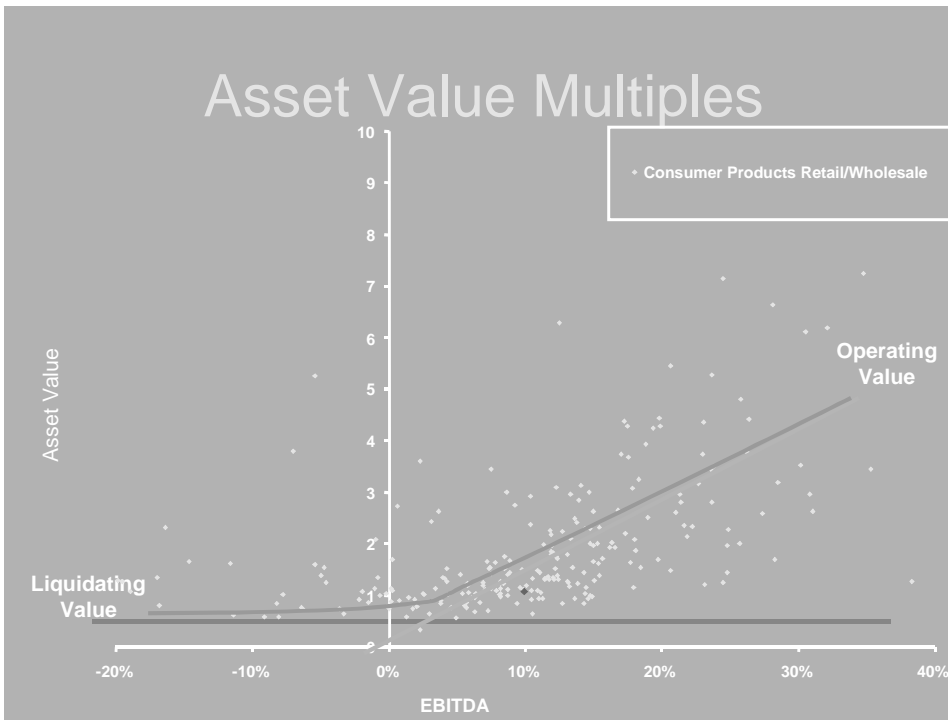 Asset Value Multiples
Consumer Products Retail/Wholesale
10
9
8
7
6
5
4
3
2
1
0
Asset Value
Operating
Value
Liquidating
Value
-20%
-10%
0%
10%
20%
30%
40%
EBITDA